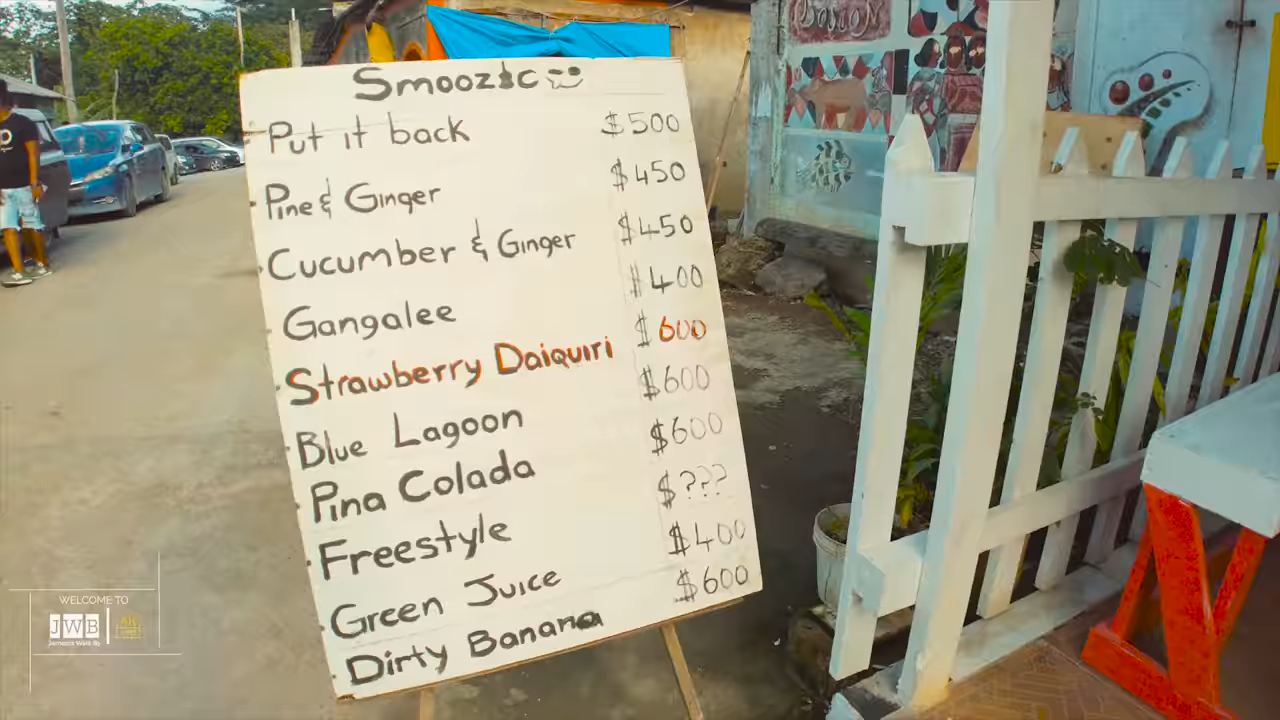 Smoozic
Put it back $500
Pine & Ginger $450
Cucumber & Ginger $450
Gangalee $400
Strawberry Daiquiri $600
Blue Lagoon $600
Pina Colada $600
Freestyle $???
Green Juice $400
Dirty Banana $600
WELCOME TO
JWB